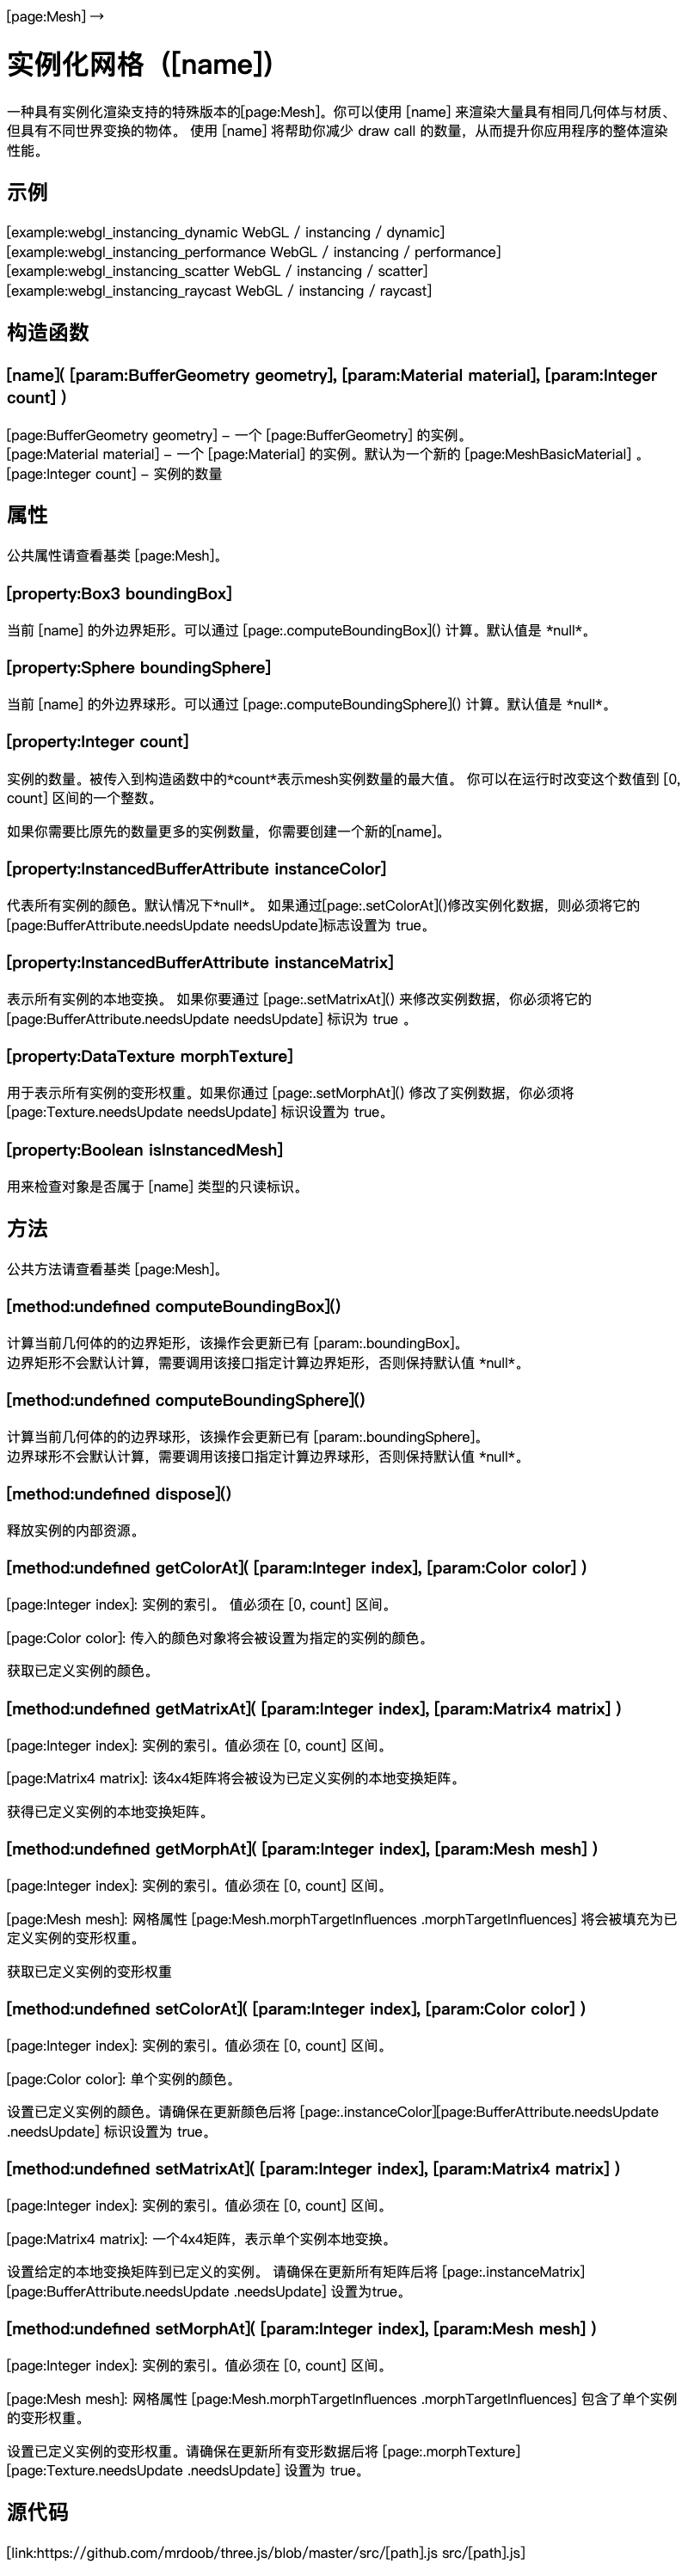 [page:Mesh] →
实例化网格（[name]）
一种具有实例化渲染支持的特殊版本的[page:Mesh]。你可以使用 [name] 来渲染大量具有相同几何体与材质、
但具有不同世界变换的物体。 使用 [name] 将帮助你减少 draw call 的数量，从而提升你应用程序的整体渲染
性能。
示例
[example:webgl_instancing_dynamic WebGL / instancing / dynamic]
[example:webgl_instancing_performance WebGL / instancing / performance]
[example:webgl_instancing_scatter WebGL / instancing / scatter]
[example:webgl_instancing_raycast WebGL / instancing / raycast]
构造函数
[name]( [param:BufferGeometry geometry], [param:Material material], [param:Integer
count] )
[page:BufferGeometry geometry] – 一个 [page:BufferGeometry] 的实例。
[page:Material material] – 一个 [page:Material] 的实例。默认为一个新的 [page:MeshBasicMaterial] 。
[page:Integer count] – 实例的数量
属性
公共属性请查看基类 [page:Mesh]。
[property:Box3 boundingBox]
当前 [name] 的外边界矩形。可以通过 [page:.computeBoundingBox]() 计算。默认值是 *null*。
[property:Sphere boundingSphere]
当前 [name] 的外边界球形。可以通过 [page:.computeBoundingSphere]() 计算。默认值是 *null*。
[property:Integer count]
实例的数量。被传入到构造函数中的*count*表示mesh实例数量的最大值。 你可以在运行时改变这个数值到 [0,
count] 区间的一个整数。
如果你需要比原先的数量更多的实例数量，你需要创建一个新的[name]。
[property:InstancedBufferAttribute instanceColor]
代表所有实例的颜色。默认情况下*null*。 如果通过[page:.setColorAt]()修改实例化数据，则必须将它的
[page:BufferAttribute.needsUpdate needsUpdate]标志设置为 true。
[property:InstancedBufferAttribute instanceMatrix]
表示所有实例的本地变换。 如果你要通过 [page:.setMatrixAt]() 来修改实例数据，你必须将它的
[page:BufferAttribute.needsUpdate needsUpdate] 标识为 true 。
[property:DataTexture morphTexture]
用于表示所有实例的变形权重。如果你通过 [page:.setMorphAt]() 修改了实例数据，你必须将
[page:Texture.needsUpdate needsUpdate] 标识设置为 true。
[property:Boolean isInstancedMesh]
用来检查对象是否属于 [name] 类型的只读标识。
方法
公共方法请查看基类 [page:Mesh]。
[method:undefined computeBoundingBox]()
计算当前几何体的的边界矩形，该操作会更新已有 [param:.boundingBox]。
边界矩形不会默认计算，需要调用该接口指定计算边界矩形，否则保持默认值 *null*。
[method:undefined computeBoundingSphere]()
计算当前几何体的的边界球形，该操作会更新已有 [param:.boundingSphere]。
边界球形不会默认计算，需要调用该接口指定计算边界球形，否则保持默认值 *null*。
[method:undefined dispose]()
释放实例的内部资源。
[method:undefined getColorAt]( [param:Integer index], [param:Color color] )
[page:Integer index]: 实例的索引。 值必须在 [0, count] 区间。
[page:Color color]: 传入的颜色对象将会被设置为指定的实例的颜色。
获取已定义实例的颜色。
[method:undefined getMatrixAt]( [param:Integer index], [param:Matrix4 matrix] )
[page:Integer index]: 实例的索引。值必须在 [0, count] 区间。
[page:Matrix4 matrix]: 该4x4矩阵将会被设为已定义实例的本地变换矩阵。
获得已定义实例的本地变换矩阵。
[method:undefined getMorphAt]( [param:Integer index], [param:Mesh mesh] )
[page:Integer index]: 实例的索引。值必须在 [0, count] 区间。
[page:Mesh mesh]: 网格属性 [page:Mesh.morphTargetInfluences .morphTargetInfluences] 将会被填充为已
定义实例的变形权重。
获取已定义实例的变形权重
[method:undefined setColorAt]( [param:Integer index], [param:Color color] )
[page:Integer index]: 实例的索引。值必须在 [0, count] 区间。
[page:Color color]: 单个实例的颜色。
设置已定义实例的颜色。请确保在更新颜色后将 [page:.instanceColor][page:BufferAttribute.needsUpdate
.needsUpdate] 标识设置为 true。
[method:undefined setMatrixAt]( [param:Integer index], [param:Matrix4 matrix] )
[page:Integer index]: 实例的索引。值必须在 [0, count] 区间。
[page:Matrix4 matrix]: 一个4x4矩阵，表示单个实例本地变换。
设置给定的本地变换矩阵到已定义的实例。 请确保在更新所有矩阵后将 [page:.instanceMatrix]
[page:BufferAttribute.needsUpdate .needsUpdate] 设置为true。
[method:undefined setMorphAt]( [param:Integer index], [param:Mesh mesh] )
[page:Integer index]: 实例的索引。值必须在 [0, count] 区间。
[page:Mesh mesh]: 网格属性 [page:Mesh.morphTargetInfluences .morphTargetInfluences] 包含了单个实例
的变形权重。
设置已定义实例的变形权重。请确保在更新所有变形数据后将 [page:.morphTexture]
[page:Texture.needsUpdate .needsUpdate] 设置为 true。
源代码
[link:https://github.com/mrdoob/three.js/blob/master/src/[path].js src/[path].js]